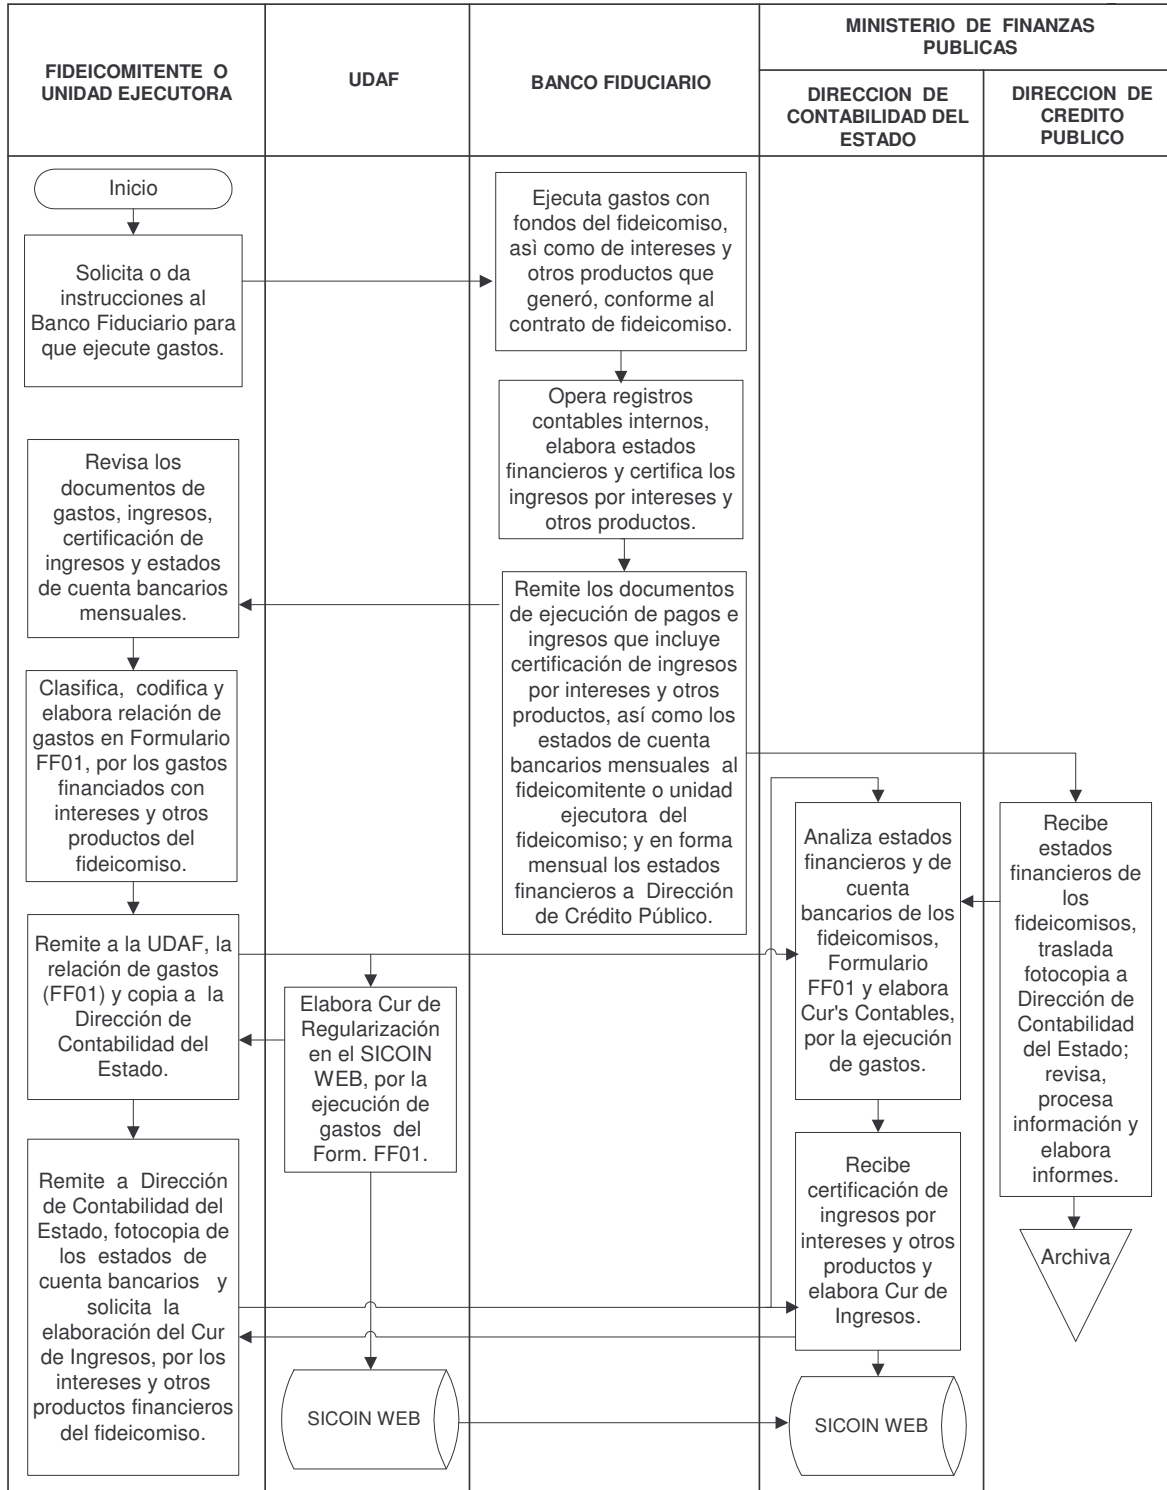 FIDEICOMITENTE O
UNIDAD EJECUTORA
UDAF
BANCO FIDUCIARIO
MINISTERIO DE FINANZAS
PUBLICAS
DIRECCION DE
CONTABILIDAD DEL
ESTADO
DIRECCION DE
CREDITO
PUBLICO
Inicio
Solicita o da
instrucciones al
Banco Fiduciario para
que ejecute gastos.
Ejecuta gastos con
fondos del fideicomiso,
asì como de intereses y
otros productos que
generó, conforme al
contrato de fideicomiso.
Opera registros
contables internos,
elabora estados
financieros y certifica los
ingresos por intereses y
otros productos.
Remite los documentos
de ejecución de pagos e
ingresos que incluye
certificación de ingresos
por intereses y otros
productos, así como los
estados de cuenta
bancarios mensuales al
fideicomitente o unidad
ejecutora del
fideicomiso; y en forma
mensual los estados
financieros a Dirección
de Crédito Público.
Revisa los
documentos de
gastos, ingresos,
certificación de
ingresos y estados
de cuenta bancarios
mensuales.
Clasifica, codifica y
elabora relación de
gastos en Formulario
FF01, por los gastos
financiados con
intereses y otros
productos del
fideicomiso.
Remite a la UDAF, la
relación de gastos
(FF01) y copia a la
Dirección de
Contabilidad del
Estado.
Elabora Cur de
Regularización
en el SICOIN
WEB, por la
ejecución de
gastos del
Form. FF01.
Analiza estados
financieros y de
cuenta
bancarios de los
fideicomisos,
Formulario
FF01 y elabora
Cur's Contables,
por la ejecución
de gastos.
Recibe
estados
financieros de
los
fideicomisos,
traslada
fotocopia a
Dirección de
Contabilidad
del Estado;
revisa,
procesa
información y
elabora
informes.
Archiva
Remite a Dirección
de Contabilidad del
Estado, fotocopia de
los estados de
cuenta bancarios y
solicita la
elaboración del Cur
de Ingresos, por los
intereses y otros
productos financieros
del fideicomiso.
Recibe
certificación de
ingresos por
intereses y otros
productos y
elabora Cur de
Ingresos.
SICOIN WEB
SICOIN WEB